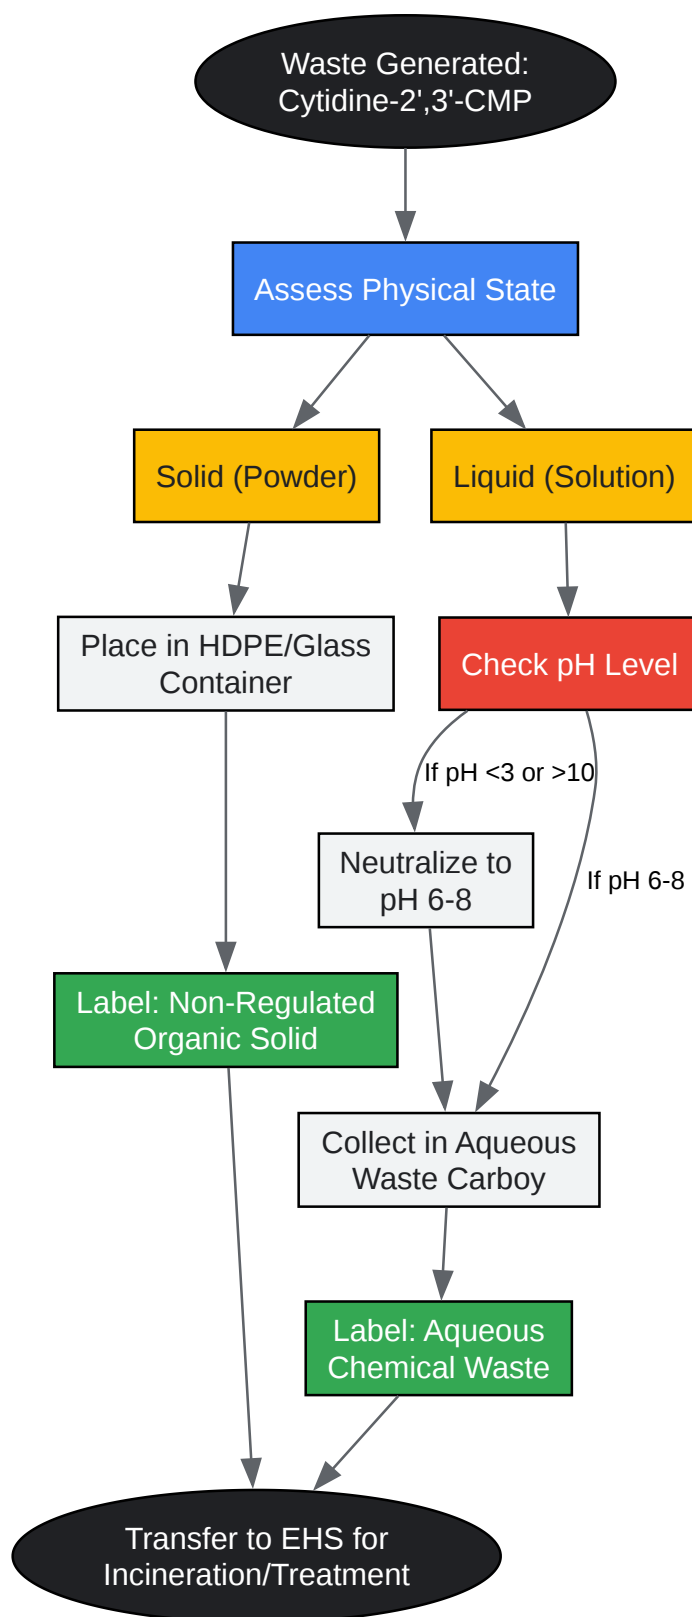 Waste Generated:
Cytidine-2',3'-CMP
Assess Physical State
Solid (Powder)
Liquid (Solution)
Place in HDPE/Glass
Container
Check pH Level
If pH <3 or >10
Neutralize to
pH 6-8
If pH 6-8
Label: Non-Regulated
Organic Solid
Collect in Aqueous
Waste Carboy
Label: Aqueous
Chemical Waste
Transfer to EHS for
Incineration/Treatment